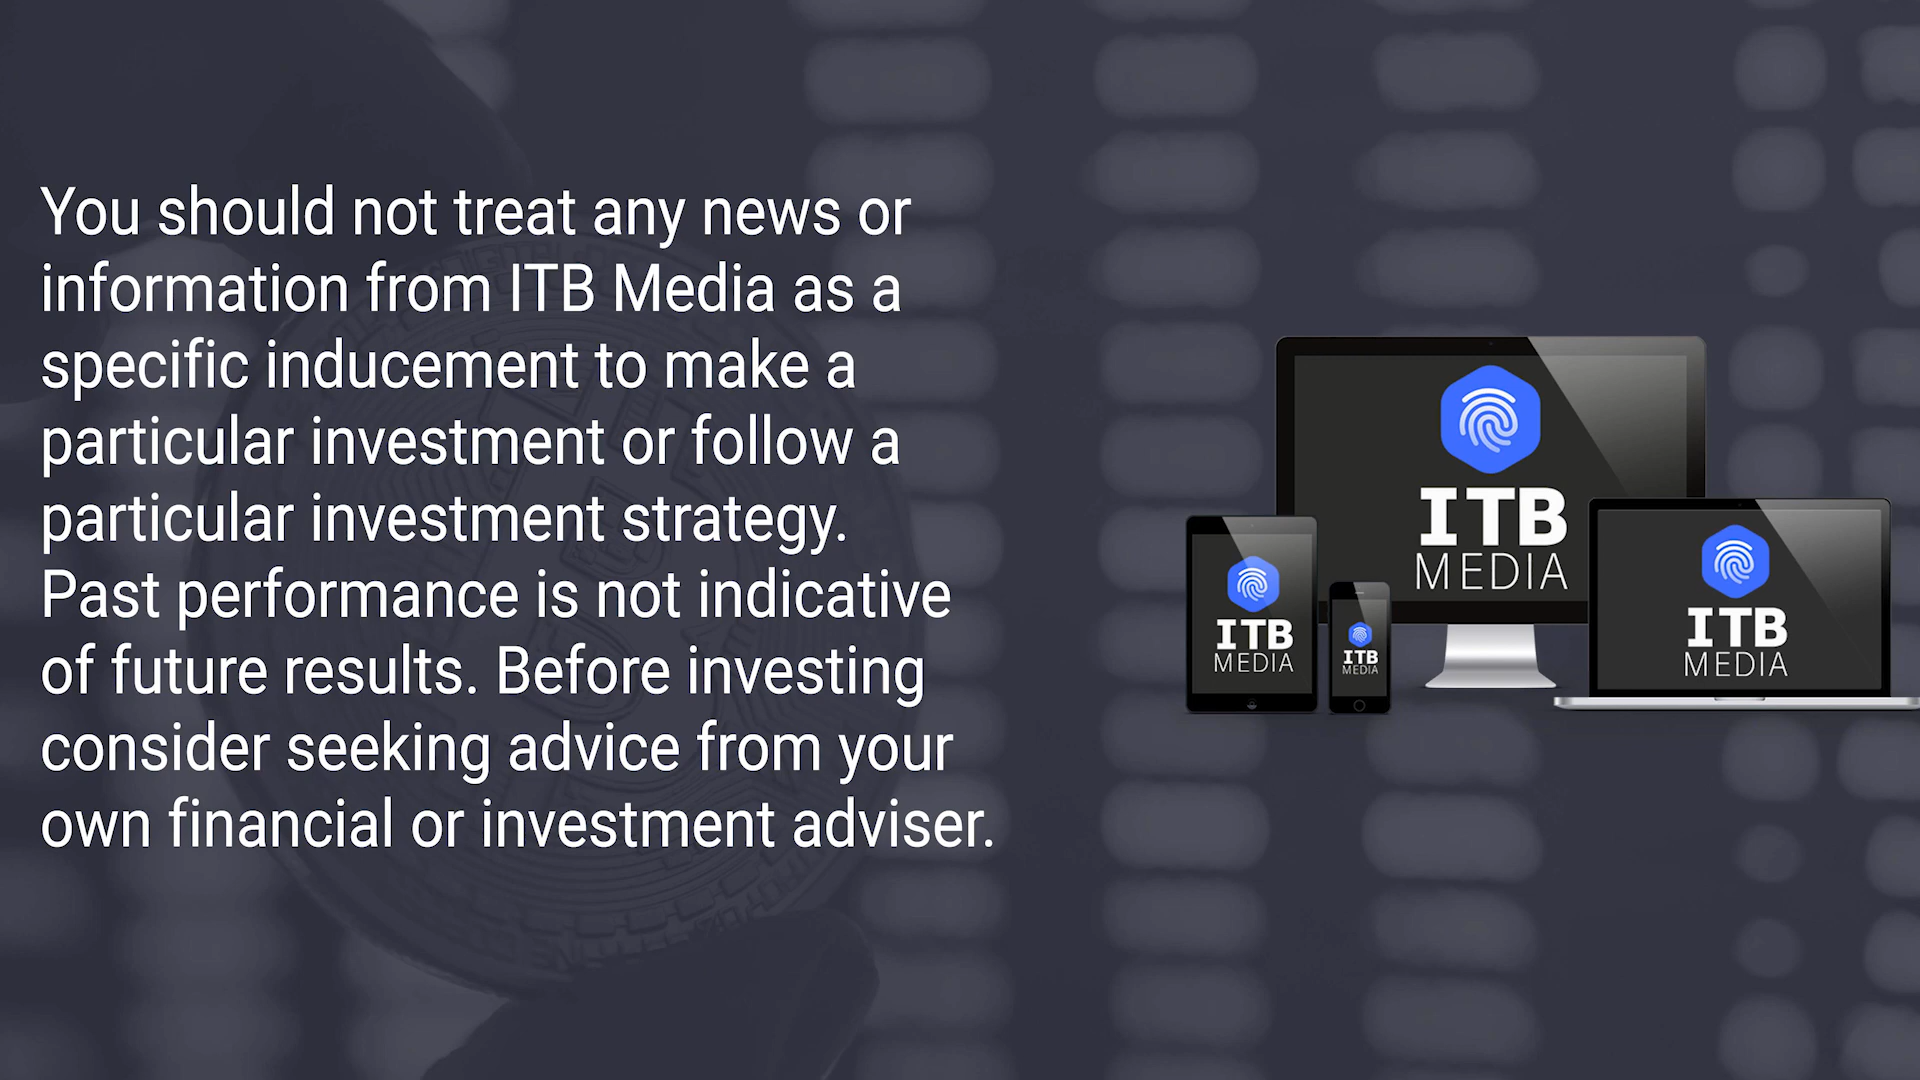 You should not treat any news or
information from ITB Media as a
specific inducement to make a
particular investment or follow a
particular investment strategy.
Past performance is not indicative
of future results. Before investing
consider seeking advice from your
own financial or investment adviser.
ITB
MEDIA
ITB
MEDIA
ITB
MEDIA
ITB
MEDIA